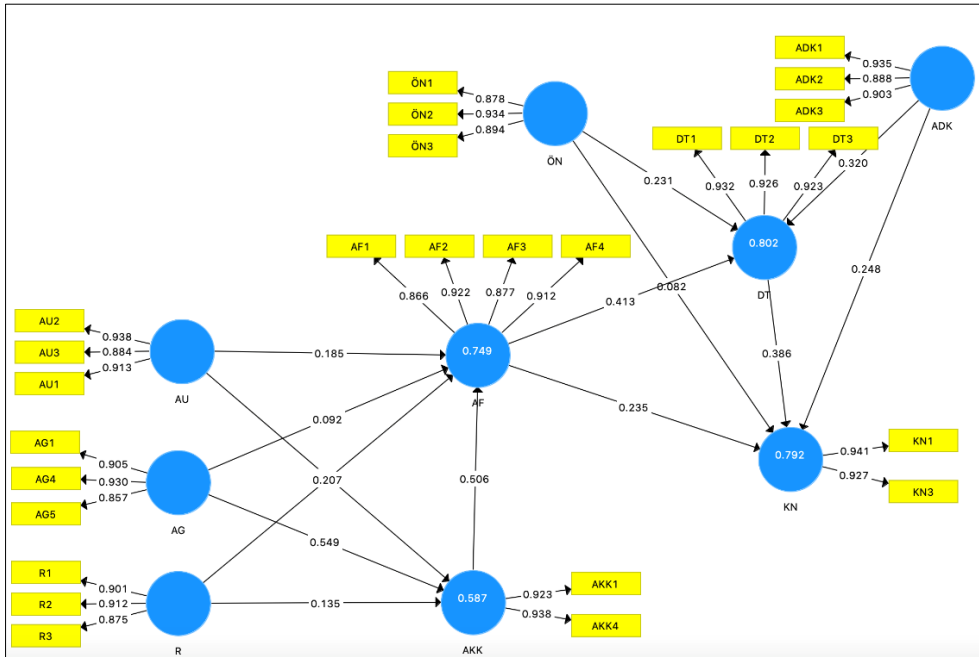 ADK1
0.935
ADK2
0.888
ADK3
0.903
ADK
ÖN1
0.878
ÖN2
0.934
ÖN3
0.894
ÖN
DT1
DT2
DT3
0.932
0.926
0.923
0.320
0.231
0.802
DT
0.082
0.248
0.413
0.386
AF1
AF2
AF3
AF4
0.866
0.922
0.877
0.912
0.749
AF
AU2
0.938
AU3
0.884
AU1
0.913
AU
0.185
0.092
0.207
0.235
0.506
0.549
0.135
AG1
0.905
AG4
0.930
AG5
0.857
AG
0.792
KN
KN1
0.941
KN3
0.927
R1
0.901
R2
0.912
R3
0.875
R
0.587
AKK
AKK1
0.923
AKK4
0.938